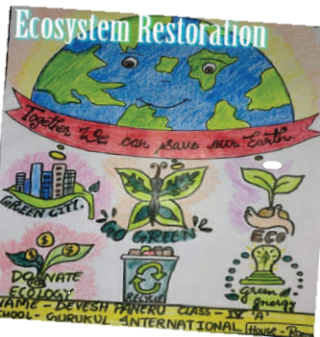 Ecosystem Restoration
Together We can save our Earth.
GREEN CITY.
GO GREEN
ECO
DONATE
ECOLOGY
RECYCLE
green
Energy
NAME - DEVESH PANERU CLASS - IV 'A'
SCHOOL - GURUKUL INTERNATIONAL House -